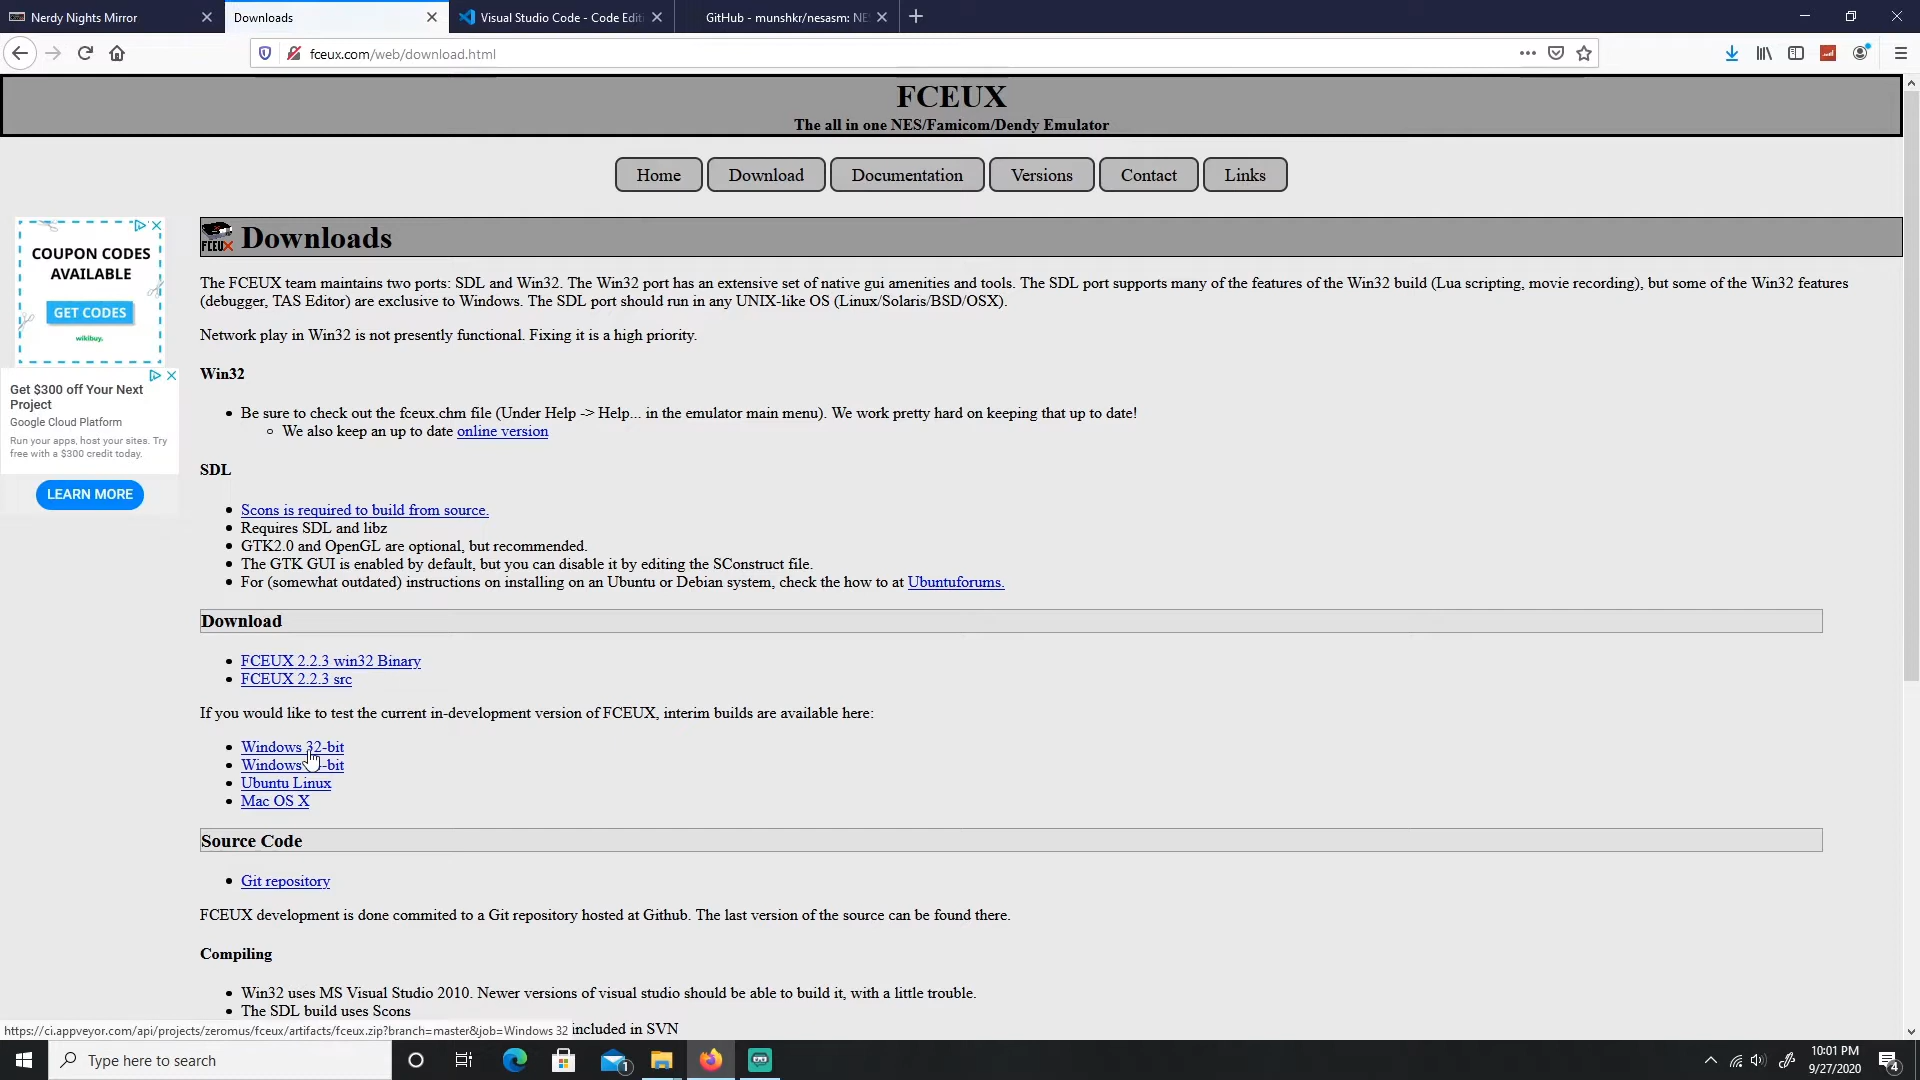 Nerdy Nights Mirror
Downloads
Visual Studio Code - Code Edit
GitHub - munshkr/nesasm: NE
fceux.com/web/download.html
FCEUX
The all in one NES/Famicom/Dendy Emulator
Home
Download
Documentation
Versions
Contact
Links
COUPON CODES
AVAILABLE
GET CODES
wikibuy.
Get $300 off Your Next
Project
Google Cloud Platform
Run your apps, host your sites. Try
free with a $300 credit today.
LEARN MORE
FCEUX
Downloads
The FCEUX team maintains two ports: SDL and Win32. The Win32 port has an extensive set of native gui amenities and tools. The SDL port supports many of the features of the Win32 build (Lua scripting, movie recording), but some of the Win32 features
(debugger, TAS Editor) are exclusive to Windows. The SDL port should run in any UNIX-like OS (Linux/Solaris/BSD/OSX).
Network play in Win32 is not presently functional. Fixing it is a high priority.
Win32
Be sure to check out the fceux.chm file (Under Help -> Help... in the emulator main menu). We work pretty hard on keeping that up to date!
We also keep an up to date online version
SDL
Scons is required to build from source.
Requires SDL and libz
GTK2.0 and OpenGL are optional, but recommended.
The GTK GUI is enabled by default, but you can disable it by editing the SConstruct file.
For (somewhat outdated) instructions on installing on an Ubuntu or Debian system, check the how to at Ubuntuforums.
Download
FCEUX 2.2.3 win32 Binary
FCEUX 2.2.3 src
If you would like to test the current in-development version of FCEUX, interim builds are available here:
Windows 32-bit
Windows -bit
Ubuntu Linux
Mac OS X
Source Code
Git repository
FCEUX development is done commited to a Git repository hosted at Github. The last version of the source can be found there.
Compiling
Win32 uses MS Visual Studio 2010. Newer versions of visual studio should be able to build it, with a little trouble.
The SDL build uses Scons
included in SVN
https://ci.appveyor.com/api/projects/zeromus/fceux/artifacts/fceux.zip?branch=master&job=Windows 32
Type here to search
1
10:01 PM
9/27/2020
4